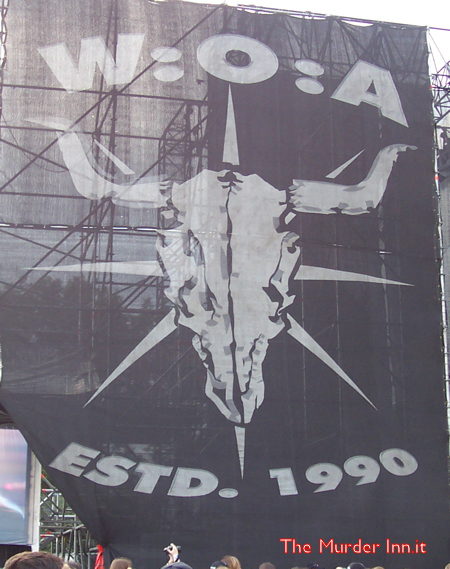 W:O:A
ESTD. 1990
The Murder Inn.it